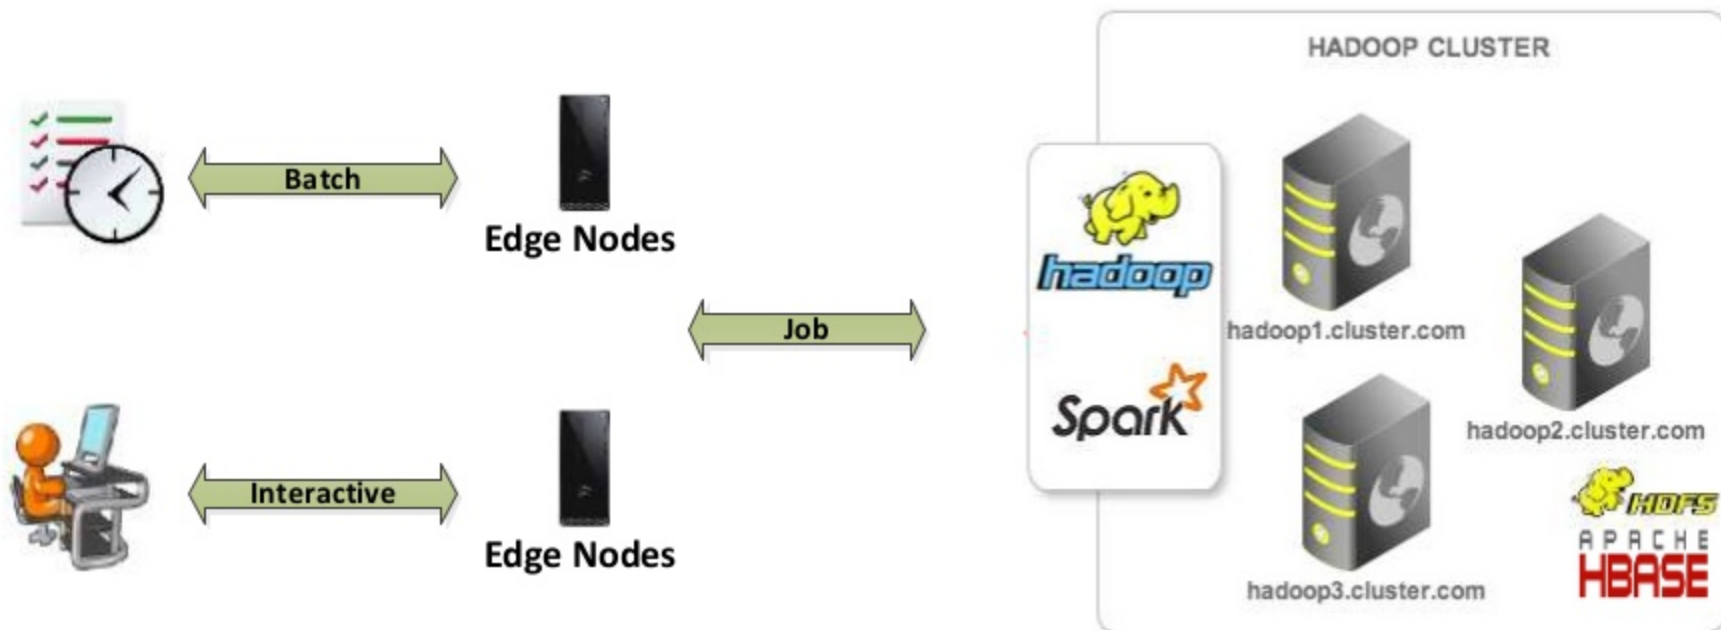 HADOOP CLUSTER
Batch
Edge Nodes
hadoop
Job
hadoop1.cluster.com
Spark
hadoop2.cluster.com
Interactive
Edge Nodes
HDFS
APACHE
HBASE
hadoop3.cluster.com